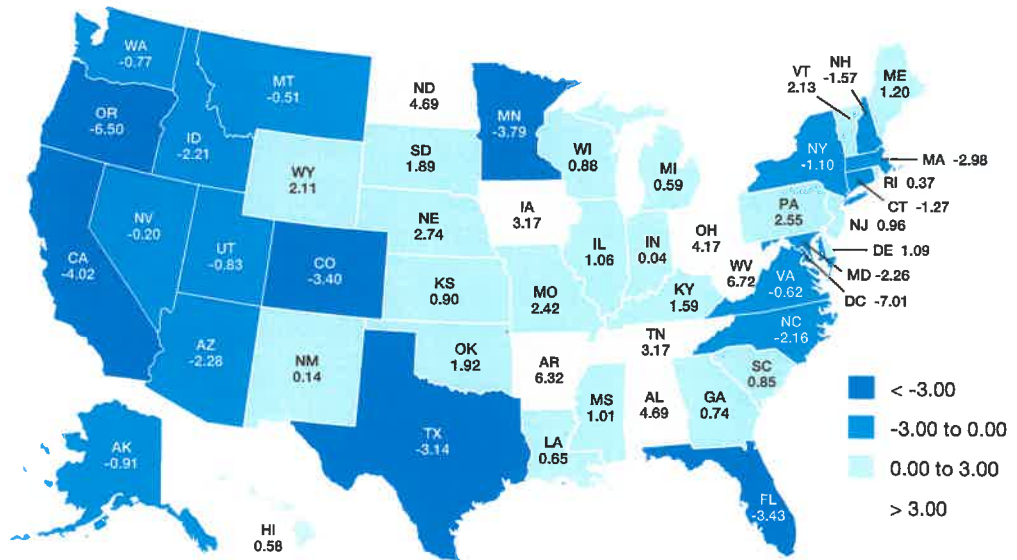 WA
-0.77
MT
-0.51
ND
4.69
MN
-3.79
VT
2.13
NH
-1.57
ME
1.20
OR
-6.50
ID
-2.21
WY
2.11
SD
1.89
WI
0.88
MI
0.59
NY
-1.10
MA -2.98
RI 0.37
CT -1.27
NJ 0.96
PA
2.55
DE 1.09
MD -2.26
DC -7.01
NV
-0.20
UT
-0.83
CO
-3.40
NE
2.74
IA
3.17
IL
1.06
IN
0.04
OH
4.17
WV
6.72
VA
-0.62
CA
-4.02
KS
0.90
MO
2.42
KY
1.59
NC
-2.16
AZ
-2.28
NM
0.14
OK
1.92
AR
6.32
TN
3.17
SC
0.85
MS
1.01
AL
4.69
GA
0.74
TX
-3.14
LA
0.65
FL
-3.43
AK
-0.91
HI
0.58
< -3.00
-3.00 to 0.00
0.00 to 3.00
> 3.00